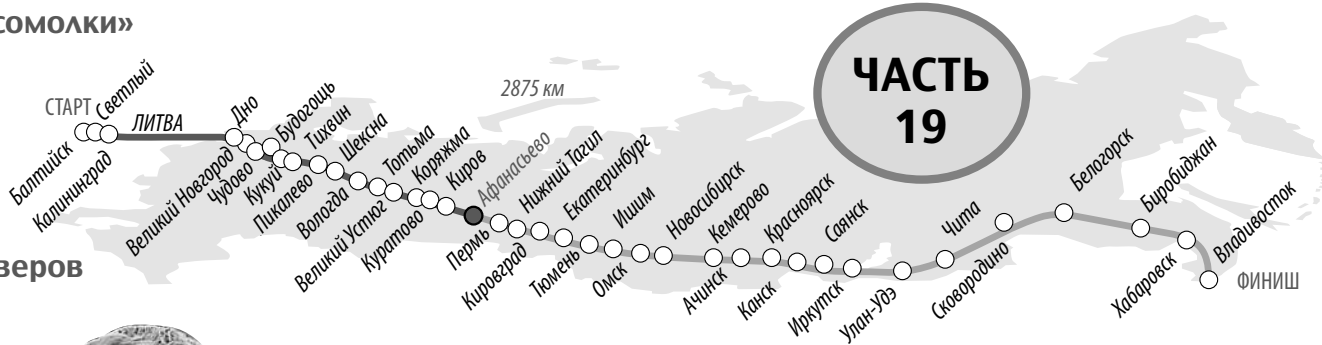 сомолки»
ЧАСТЬ
19
2875 км
СТАРТ
Балтийск
Светлый
Калининград
ЛИТВА
Дно
Великий Новгород
Чудово
Будогощь
Кукуй
Тихвин
Пикалево
Шексна
Вологда
Тотьма
Великий Устюг
Коряжма
Куратово
Киров
Афанасьево
Пермь
Нижний Тагил
Кировград
Екатеринбург
Тюмень
Ишим
Омск
Новосибирск
Кемерово
Ачинск
Красноярск
Канск
Саянск
Иркутск
Улан-Удэ
Чита
Сковородино
Белогорск
Биробиджан
Хабаровск
Владивосток
ФИНИШ
веров